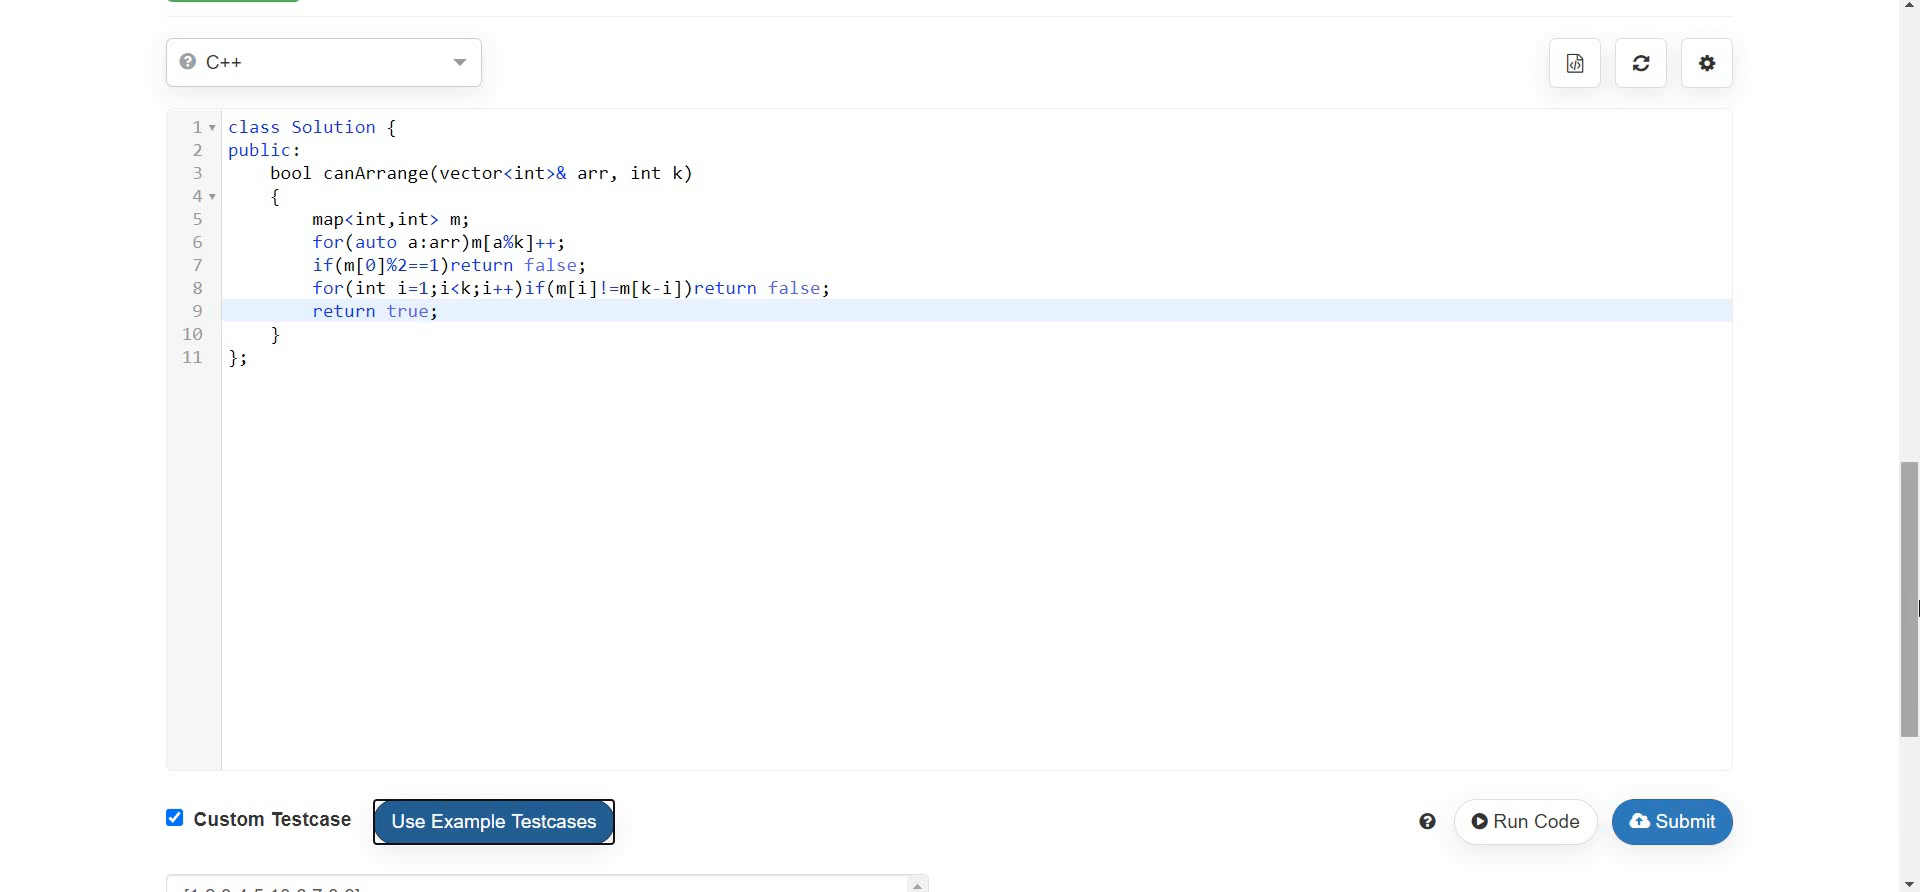 C++
1 class Solution {
2 public:
3 bool canArrange(vector<int>& arr, int k)
4 {
5 map<int,int> m;
6 for(auto a:arr)m[a%k]++;
7 if(m[0]%2==1)return false;
8 for(int i=1;i<k;i++)if(m[i]!=m[k-i])return false;
9 return true;
10 }
11 };
Custom Testcase Use Example Testcases Run Code Submit